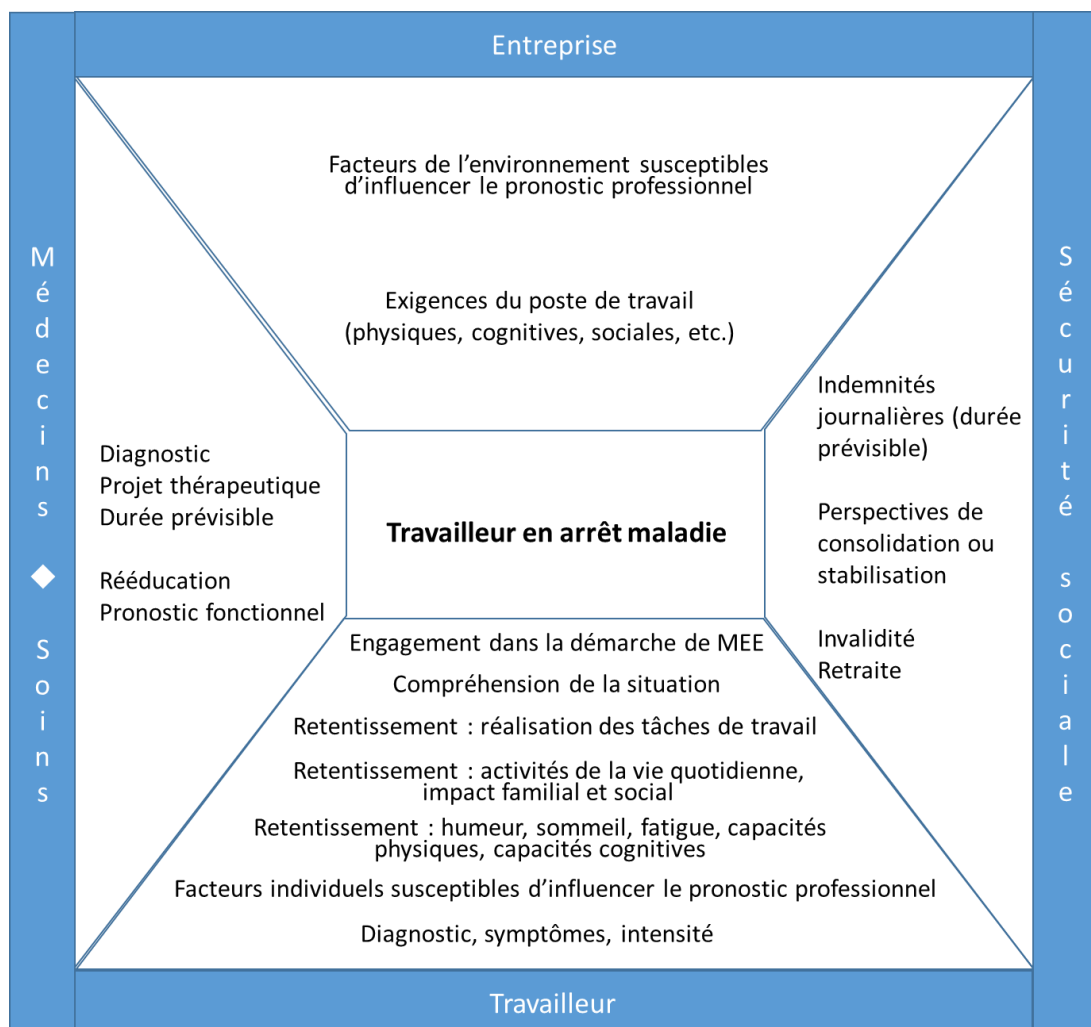 Entreprise
Facteurs de l’environnement susceptibles
d’influencer le pronostic professionnel
Exigences du poste de travail
(physiques, cognitives, sociales, etc.)
Médecins ◆ Soins
Diagnostic
Projet thérapeutique
Durée prévisible
Rééducation
Pronostic fonctionnel
Travailleur en arrêt maladie
Indemnités
journalières (durée
prévisible)
Perspectives de
consolidation ou
stabilisation
Invalidité
Retraite
Sécurité sociale
Engagement dans la démarche de MEE
Compréhension de la situation
Retentissement : réalisation des tâches de travail
Retentissement : activités de la vie quotidienne,
impact familial et social
Retentissement : humeur, sommeil, fatigue, capacités
physiques, capacités cognitives
Facteurs individuels susceptibles d’influencer le pronostic professionnel
Diagnostic, symptômes, intensité
Travailleur